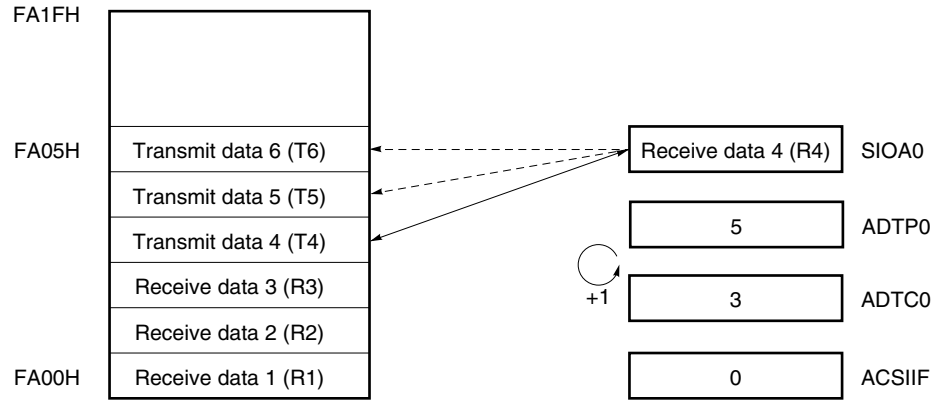 FA1FH
FA05H
Transmit data 6 (T6)
Receive data 4 (R4)
SIOA0
Transmit data 5 (T5)
5
ADTP0
Transmit data 4 (T4)
Receive data 3 (R3)
+1
3
ADTC0
Receive data 2 (R2)
FA00H
Receive data 1 (R1)
0
ACSIIF